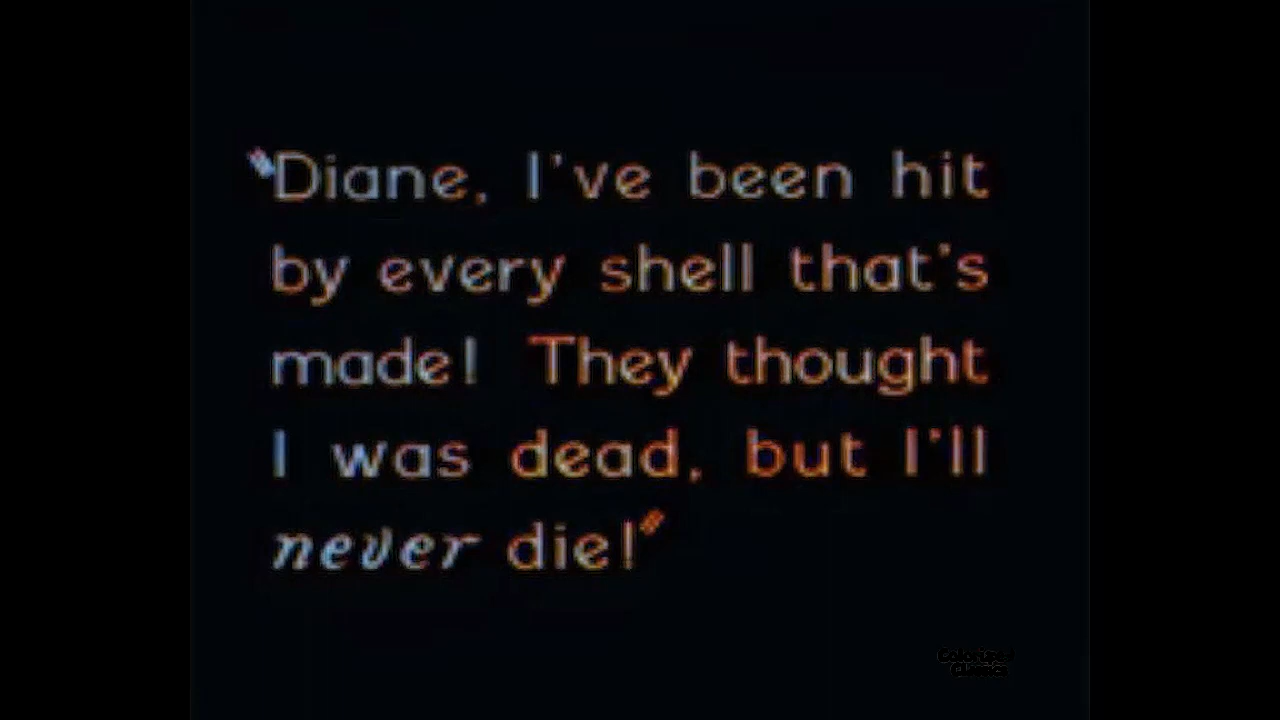 "Diane, I've been hit
by every shell that's
made! They thought
I was dead, but I'll
never die!"